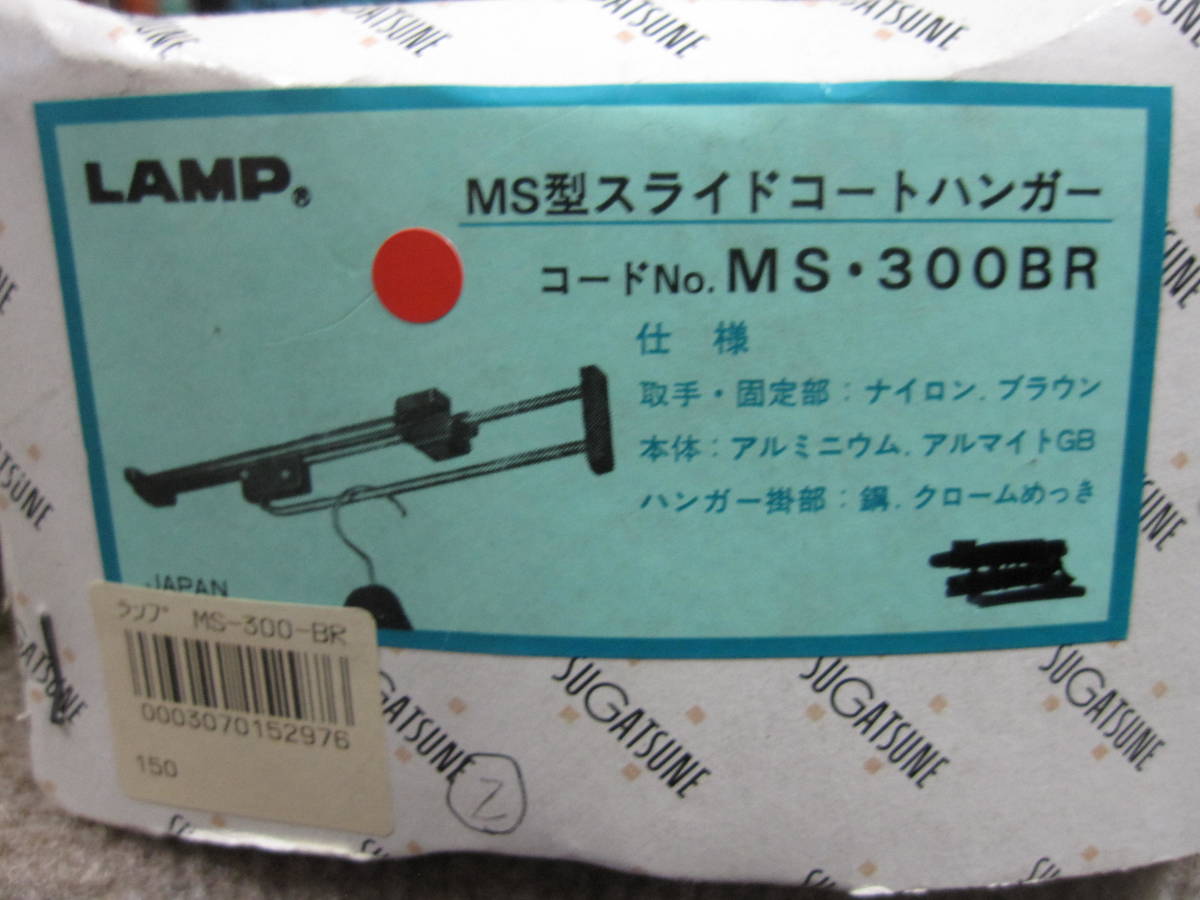 SUGATSUNE
SUGATSUNE
SUGATSUNE
LAMP®
MS型スライドコートハンガー
コードNo. MS・300BR
仕 様
取手・固定部：ナイロン．ブラウン
本体：アルミニウム．アルマイトGB
ハンガー掛部：鋼．クロームめっき
JAPAN
ランプ MS-300-BR
0003070152976
150
SUGATSUNE
SUGATSUNE
SUGATSUNE
SUGATSUNE
SUGATSUNE
2